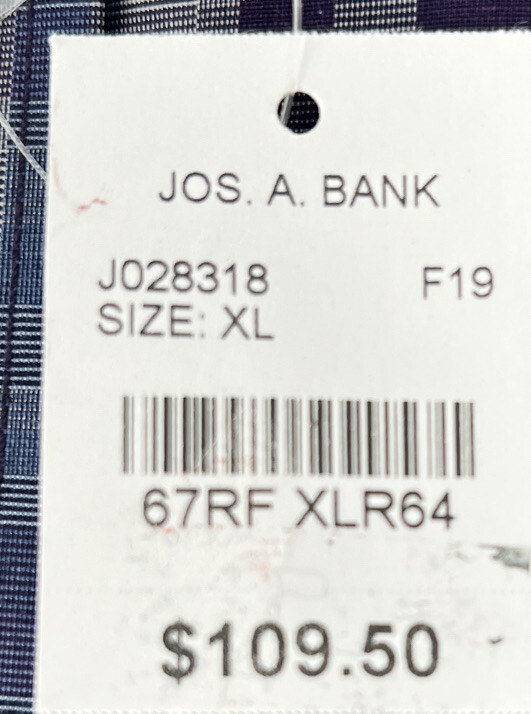 JOS. A. BANK
J028318 F19
SIZE: XL
67RF XLR64
$109.50